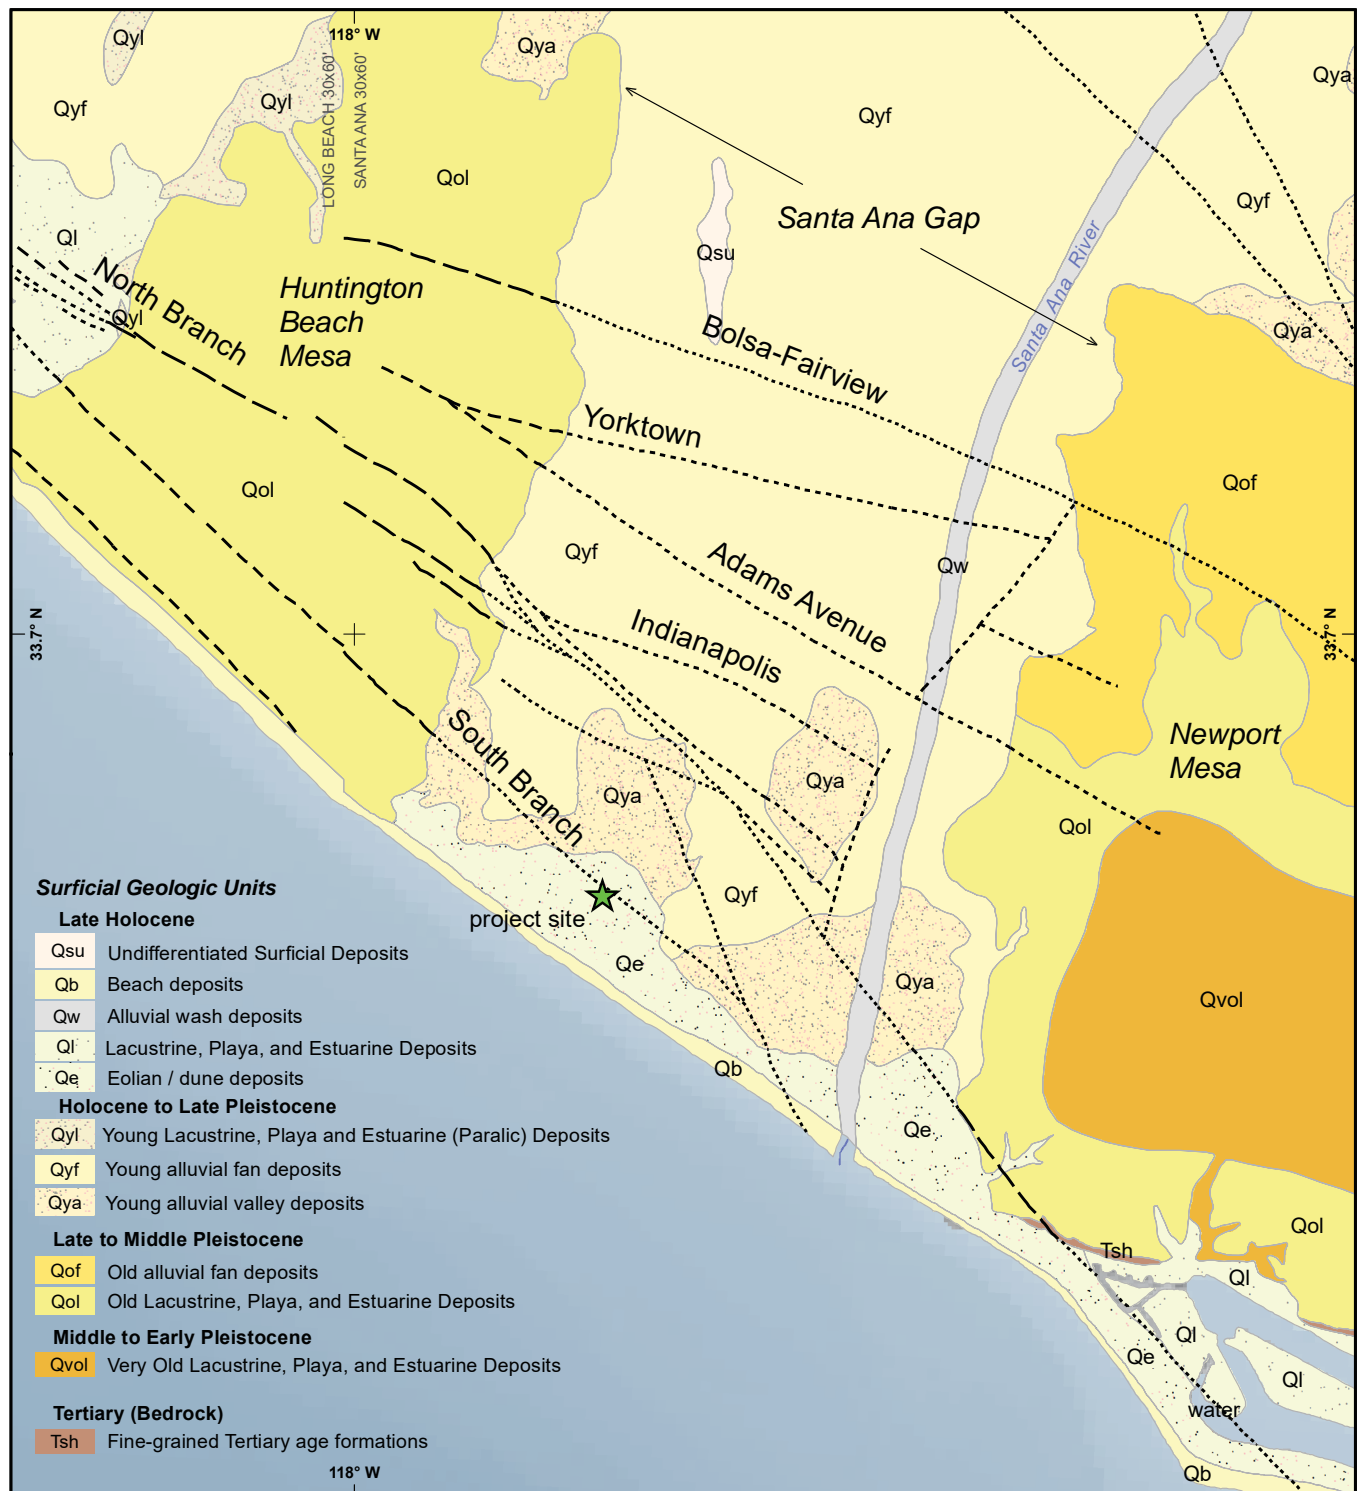 118° W
LONG BEACH 30x60'
SANTA ANA 30x60'
Qyl
Qya
Qya
Qyf
Qyl
Qyf
Qol
Qyf
Santa Ana Gap
Ql
Qsu
Santa Ana River
North Branch
Huntington
Beach
Mesa
Qyl
Bolsa-Fairview
Qya
Yorktown
Qol
Qof
Qyf
Qw
Adams Avenue
Indianapolis
33.7° N
33.7° N
South Branch
Newport
Mesa
Qya
Qya
Qol
Qyf
project site
Qe
Qya
Qvol
Qb
Qe
Tsh
Qol
Ql
Ql
Qe
Ql
water
Qb
Surficial Geologic Units
Late Holocene
Qsu Undifferentiated Surficial Deposits
Qb Beach deposits
Qw Alluvial wash deposits
Ql Lacustrine, Playa, and Estuarine Deposits
Qe Eolian / dune deposits
Holocene to Late Pleistocene
Qyl Young Lacustrine, Playa and Estuarine (Paralic) Deposits
Qyf Young alluvial fan deposits
Qya Young alluvial valley deposits
Late to Middle Pleistocene
Qof Old alluvial fan deposits
Qol Old Lacustrine, Playa, and Estuarine Deposits
Middle to Early Pleistocene
Qvol Very Old Lacustrine, Playa, and Estuarine Deposits
Tertiary (Bedrock)
Tsh Fine-grained Tertiary age formations
118° W